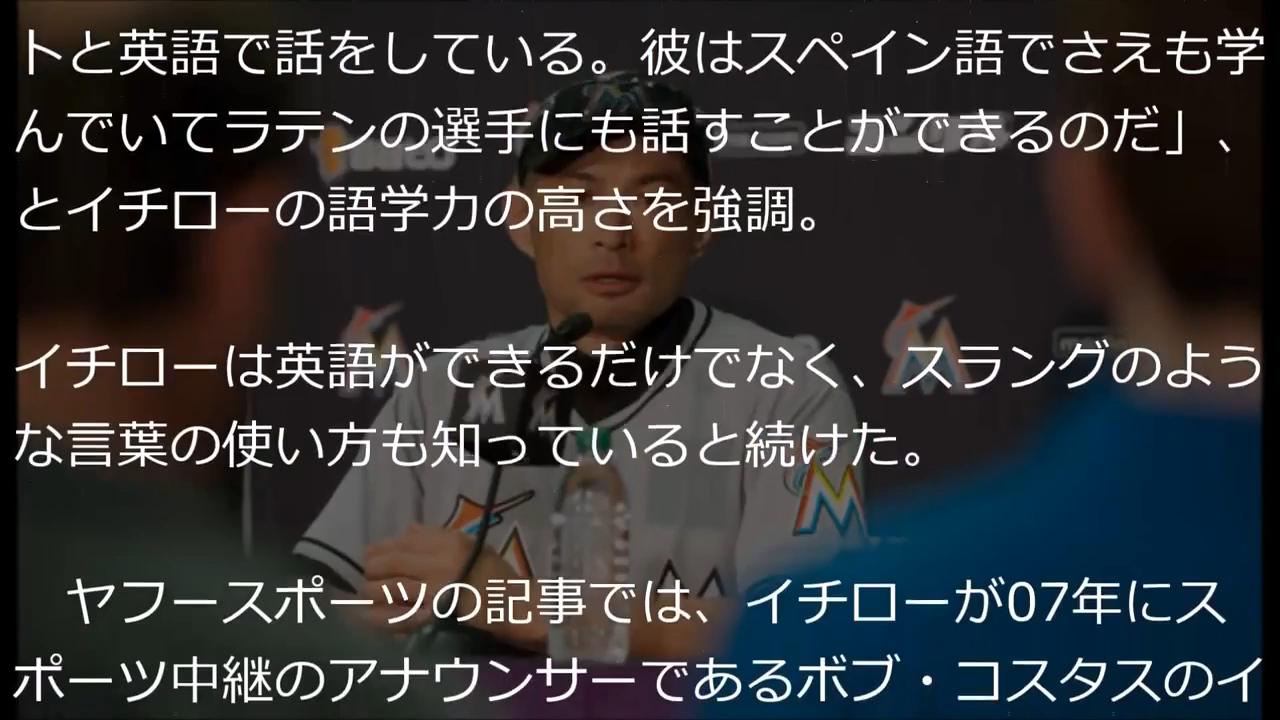 トと英語で話をしている。彼はスペイン語でさえも学
んでいてラテンの選手にも話すことができるのだ」、
とイチローの語学力の高さを強調。
イチローは英語ができるだけでなく、スラングのよう
な言葉の使い方も知っていると続けた。
ヤフースポーツの記事では、イチローが07年にス
ポーツ中継のアナウンサーであるボブ・コスタスのイ